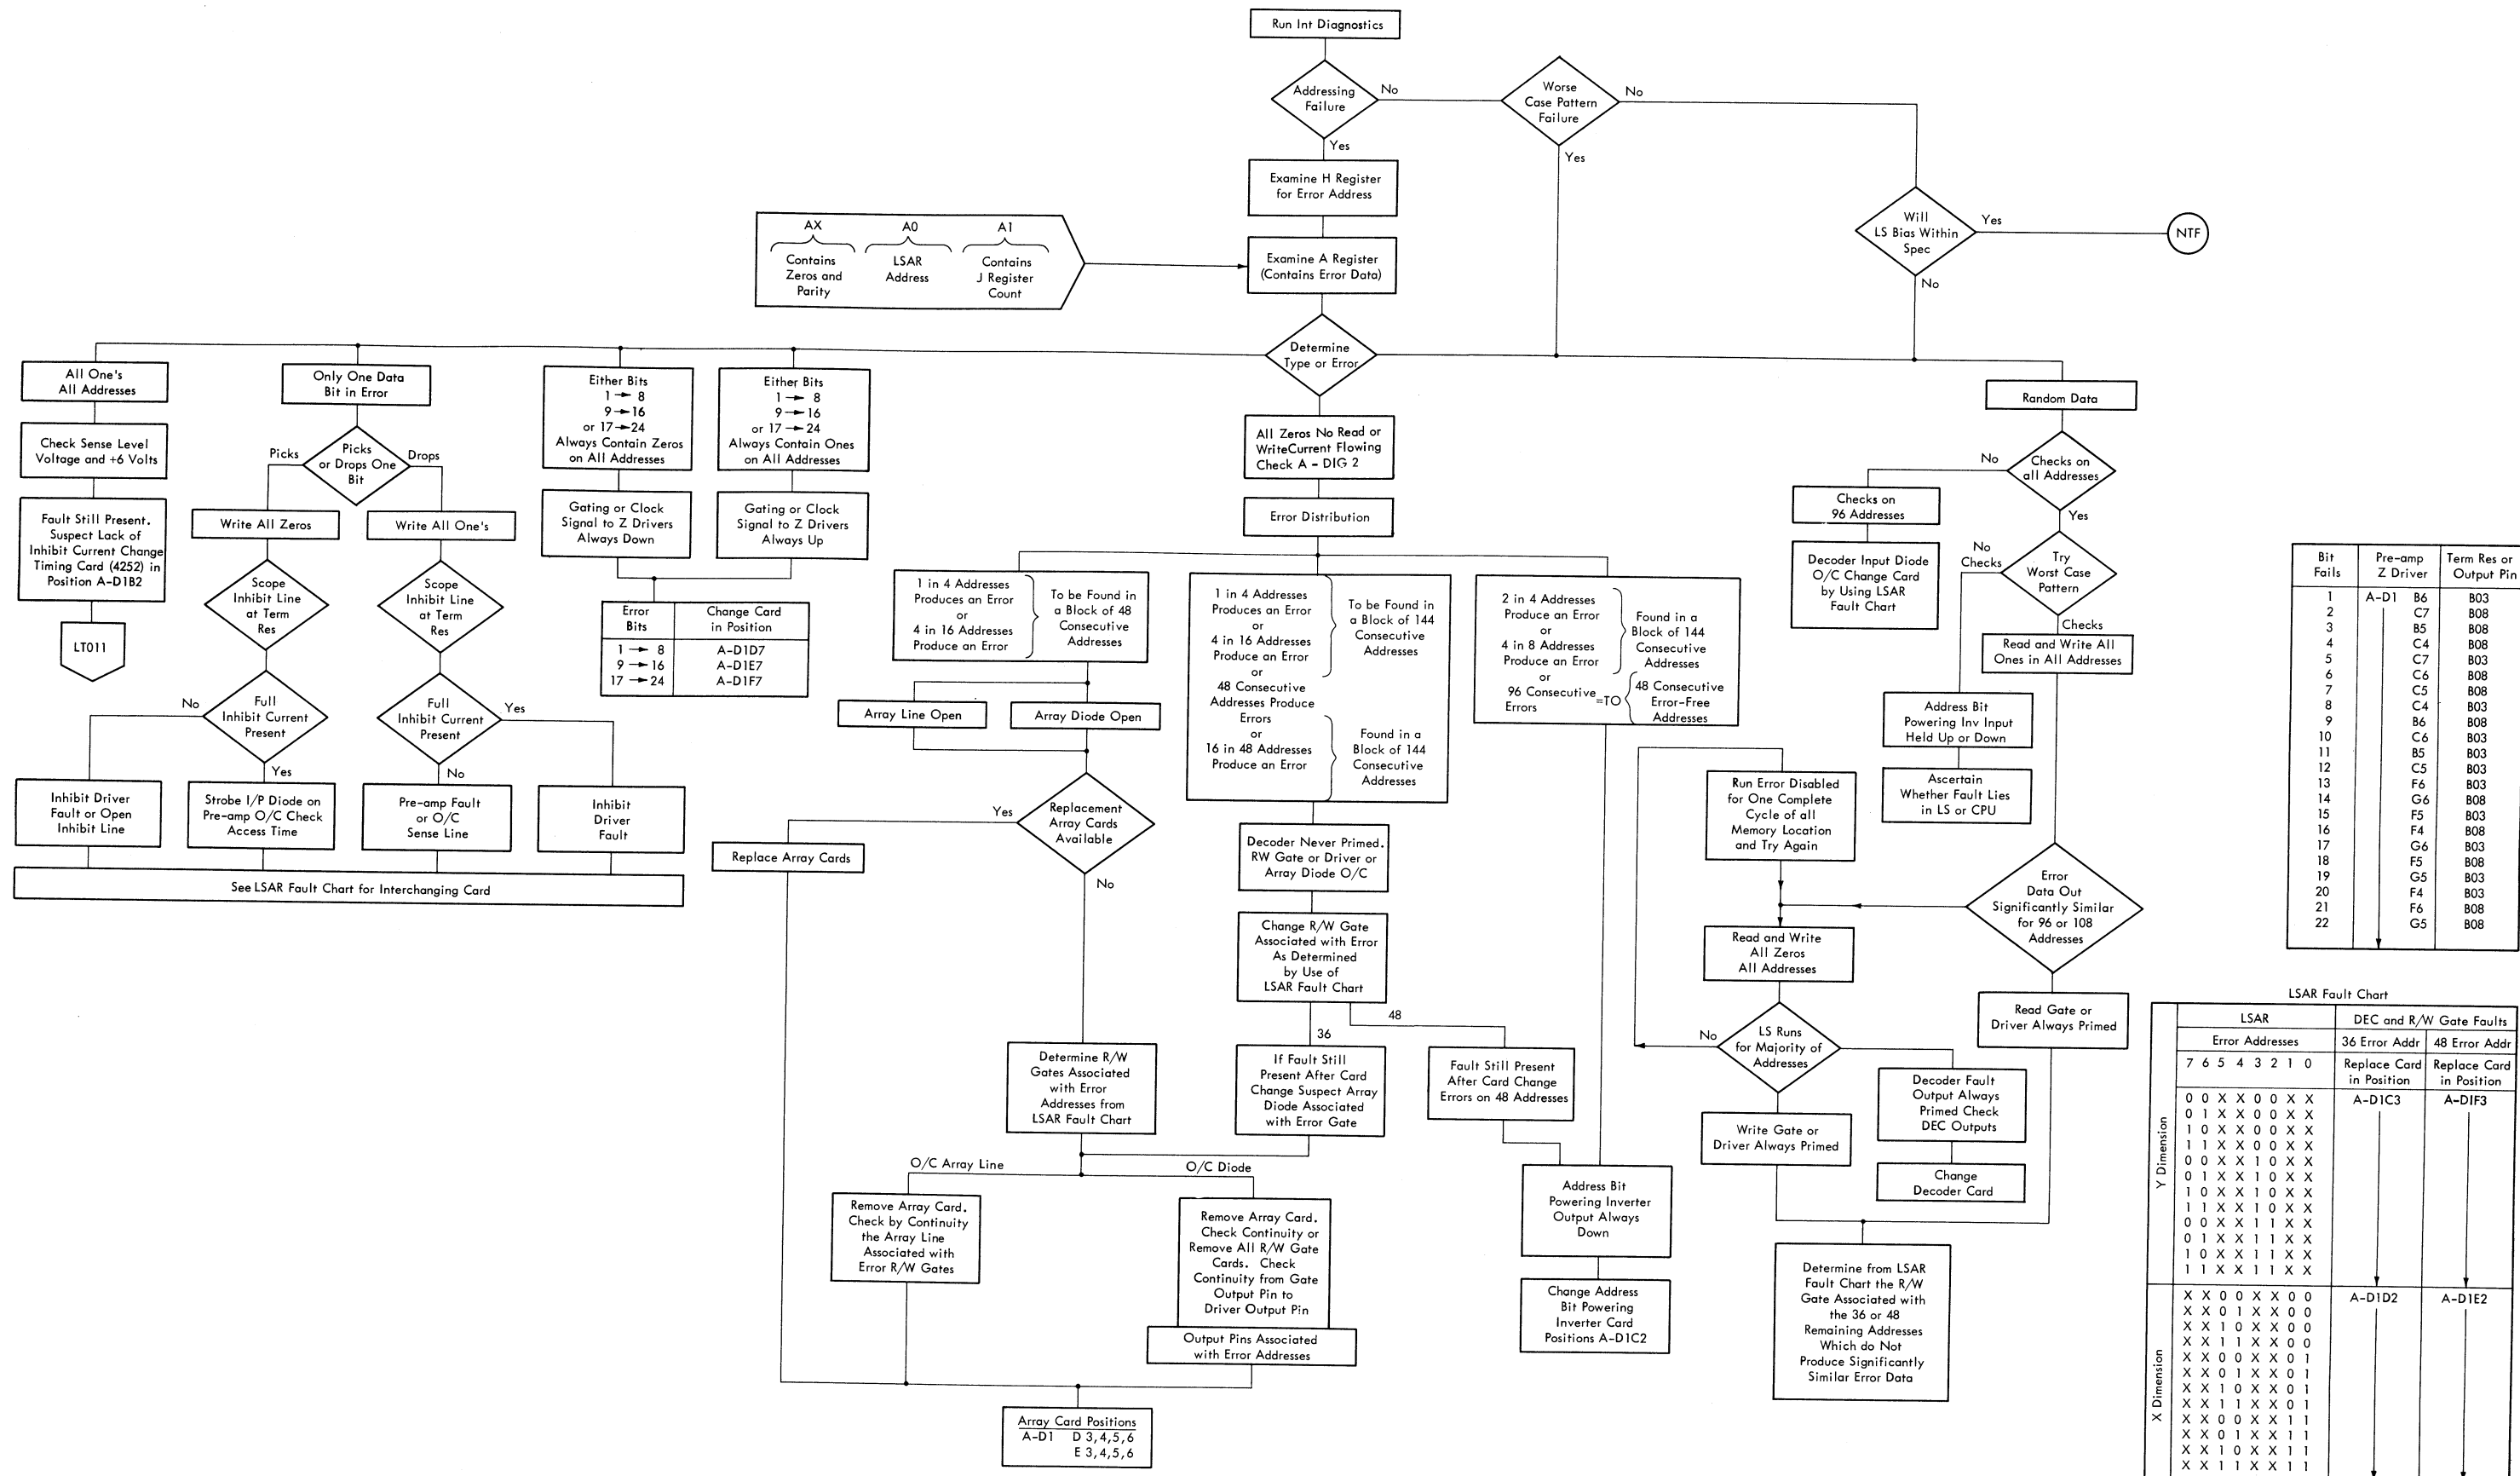 Run Int Diagnostics
Addressing
Failure
No
Yes
Worse
Case Pattern
Failure
No
Yes
Examine H Register
for Error Address
Will
LS Bias Within
Spec
Yes
No
NTF
AX
A0
A1
Contains
Zeros and
Parity
LSAR
Address
Contains
J Register
Count
Examine A Register
(Contains Error Data)
Determine
Type or Error
All One's
All Addresses
Check Sense Level
Voltage and +6 Volts
Fault Still Present.
Suspect Lack of
Inhibit Current Change
Timing Card (4252) in
Position A-D1B2
LT011
Only One Data
Bit in Error
Picks
or Drops One
Bit
Picks
Drops
Write All Zeros
Write All One's
Scope
Inhibit Line
at Term
Res
Scope
Inhibit Line
at Term
Res
Full
Inhibit Current
Present
No
Yes
Full
Inhibit Current
Present
Yes
No
Inhibit Driver
Fault or Open
Inhibit Line
Strobe I/P Diode on
Pre-amp O/C Check
Access Time
Pre-amp Fault
or O/C
Sense Line
Inhibit
Driver
Fault
See LSAR Fault Chart for Interchanging Card
Either Bits
1 → 8
9 → 16
or 17 → 24
Always Contain Zeros
on All Addresses
Gating or Clock
Signal to Z Drivers
Always Down
Either Bits
1 → 8
9 → 16
or 17 → 24
Always Contain Ones
on All Addresses
Gating or Clock
Signal to Z Drivers
Always Up
Error Bits | Change Card in Position
1 → 8 A-D1D7
9 → 16 A-D1E7
17 → 24 A-D1F7
All Zeros No Read or
WriteCurrent Flowing
Check A - DIG 2
Error Distribution
1 in 4 Addresses
Produces an Error
or
4 in 16 Addresses
Produce an Error
To be Found in
a Block of 48
Consecutive
Addresses
Array Line Open
Array Diode Open
Replacement
Array Cards
Available
Yes
No
Replace Array Cards
1 in 4 Addresses
Produces an Error
or
4 in 16 Addresses
Produce an Error
or
48 Consecutive
Addresses Produce
Errors
or
16 in 48 Addresses
Produce an Error
To be Found in
a Block of 144
Consecutive
Addresses
Found in a
Block of 144
Consecutive
Addresses
2 in 4 Addresses
Produce an Error
or
4 in 8 Addresses
Produce an Error
or
96 Consecutive
Errors
=TO
Found in a
Block of 144
Consecutive
Addresses
48 Consecutive
Error-Free
Addresses
Decoder Never Primed.
RW Gate or Driver or
Array Diode O/C
Change R/W Gate
Associated with Error
As Determined
by Use of
LSAR Fault Chart
36
48
Determine R/W
Gates Associated
with Error
Addresses from
LSAR Fault Chart
If Fault Still
Present After Card
Change Suspect Array
Diode Associated
with Error Gate
Fault Still Present
After Card Change
Errors on 48 Addresses
O/C Array Line
O/C Diode
Remove Array Card.
Check by Continuity
the Array Line
Associated with
Error R/W Gates
Remove Array Card.
Check Continuity or
Remove All R/W Gate
Cards. Check
Continuity from Gate
Output Pin to
Driver Output Pin
Output Pins Associated
with Error Addresses
Array Card Positions
A-D1 D 3,4,5,6
E 3,4,5,6
Address Bit
Powering Inverter
Output Always
Down
Change Address
Bit Powering
Inverter Card
Positions A-D1C2
Random Data
Checks on
all Addresses
No
Yes
Checks on
96 Addresses
Decoder Input Diode
O/C Change Card
by Using LSAR
Fault Chart
Try
Worst Case
Pattern
No
Checks
Checks
Address Bit
Powering Inv Input
Held Up or Down
Ascertain
Whether Fault Lies
in LS or CPU
Read and Write All
Ones in All Addresses
Error
Data Out
Significantly Similar
for 96 or 108
Addresses
Run Error Disabled
for One Complete
Cycle of all
Memory Location
and Try Again
Read and Write
All Zeros
All Addresses
LS Runs
for Majority of
Addresses
No
Read Gate or
Driver Always Primed
Write Gate or
Driver Always Primed
Decoder Fault
Output Always
Primed Check
DEC Outputs
Change
Decoder Card
Determine from LSAR
Fault Chart the R/W
Gate Associated with
the 36 or 48
Remaining Addresses
Which do Not
Produce Significantly
Similar Error Data
Bit Fails | Pre-amp Z Driver | Term Res or Output Pin
1 A-D1 B6 B03
2 C7 B08
3 B5 B08
4 C4 B08
5 C7 B03
6 C6 B08
7 C5 B08
8 C4 B03
9 B6 B08
10 C6 B03
11 B5 B03
12 C5 B03
13 F6 B03
14 G6 B08
15 F5 B03
16 F4 B08
17 G6 B03
18 F5 B08
19 G5 B03
20 F4 B03
21 F6 B08
22 G5 B08
LSAR Fault Chart
LSAR
DEC and R/W Gate Faults
Error Addresses
36 Error Addr
48 Error Addr
7 6 5 4 3 2 1 0
Replace Card
in Position
Replace Card
in Position
Y Dimension
0 0 X X 0 0 X X A-D1C3 A-DIF3
0 1 X X 0 0 X X
1 0 X X 0 0 X X
1 1 X X 0 0 X X
0 0 X X 1 0 X X
0 1 X X 1 0 X X
1 0 X X 1 0 X X
1 1 X X 1 0 X X
0 0 X X 1 1 X X
0 1 X X 1 1 X X
1 0 X X 1 1 X X
1 1 X X 1 1 X X
X Dimension
X X 0 0 X X 0 0 A-D1D2 A-D1E2
X X 0 1 X X 0 0
X X 1 0 X X 0 0
X X 1 1 X X 0 0
X X 0 0 X X 0 1
X X 0 1 X X 0 1
X X 1 0 X X 0 1
X X 1 1 X X 0 1
X X 0 0 X X 1 1
X X 0 1 X X 1 1
X X 1 0 X X 1 1
X X 1 1 X X 1 1